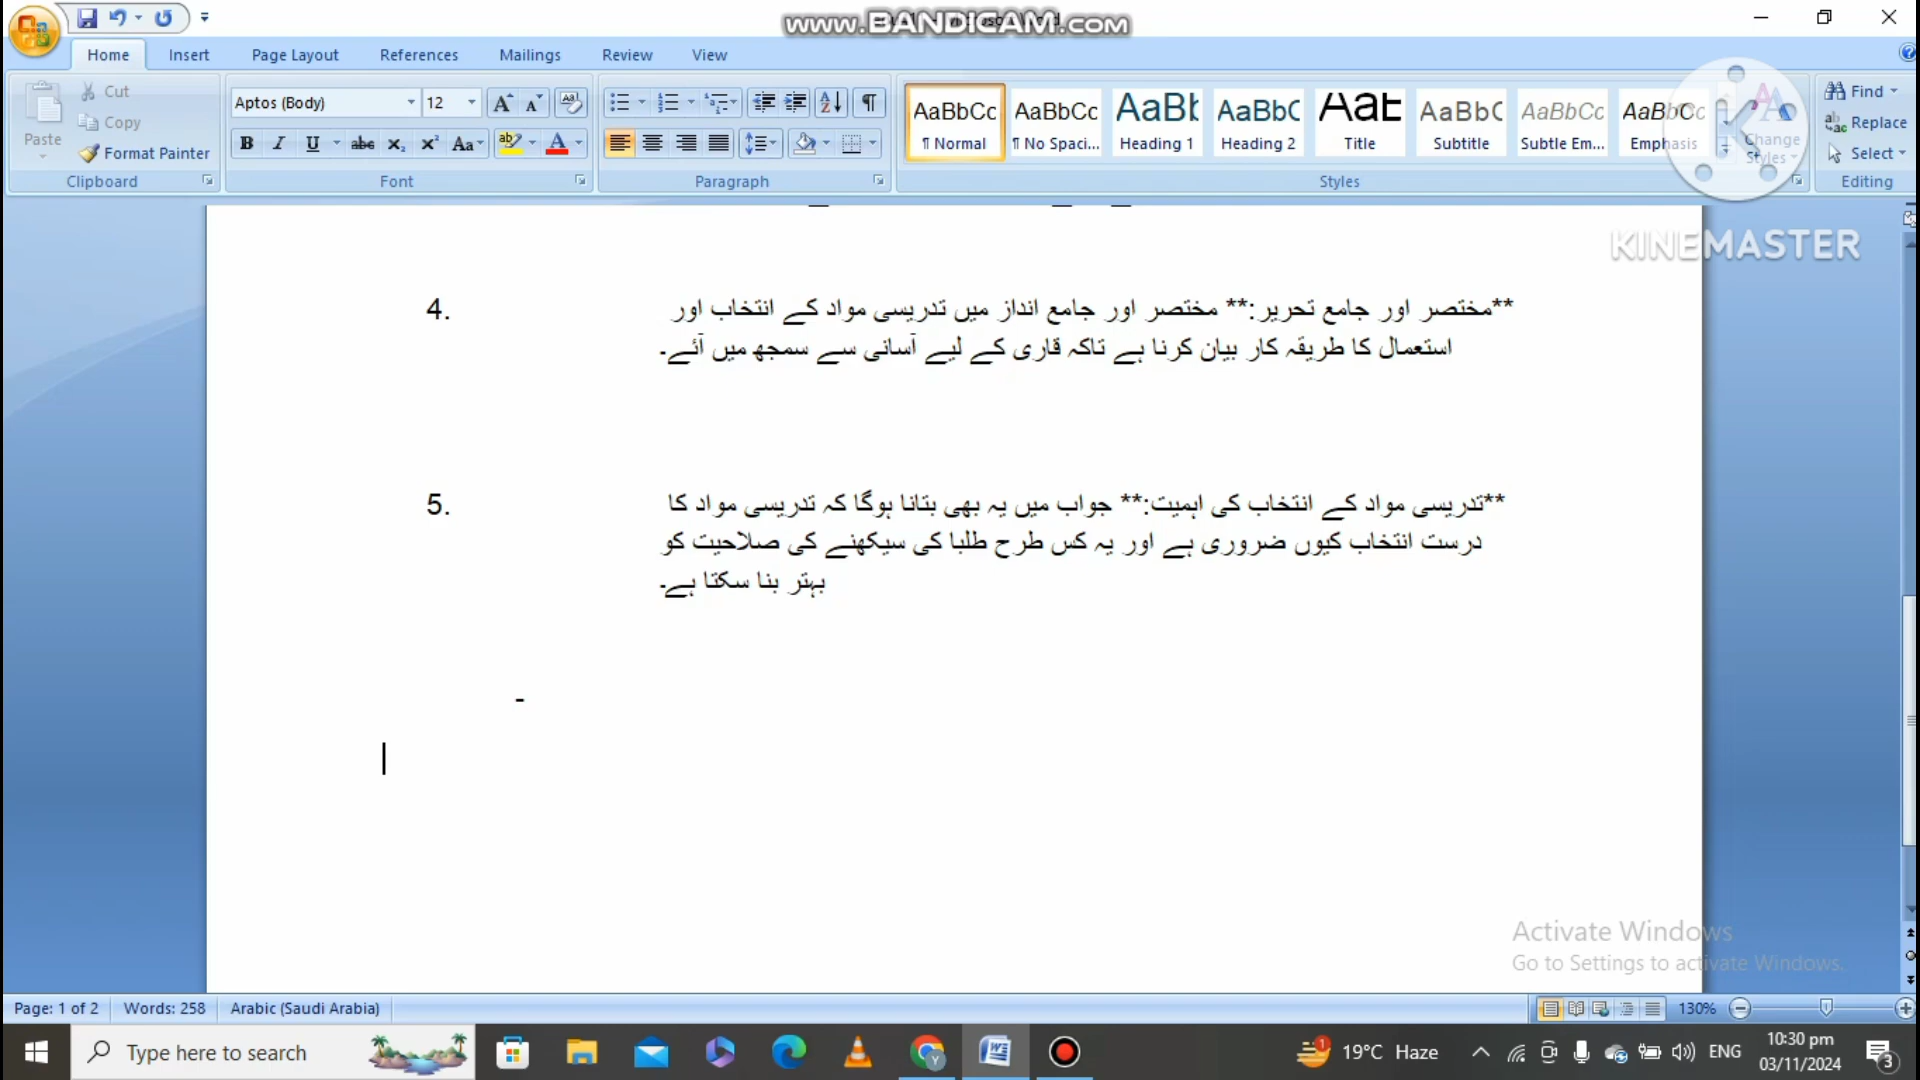 www.BANDICAM.com
Home Insert Page Layout References Mailings Review View
Cut
Copy
Paste
Format Painter
Clipboard
Aptos (Body) 12
Font
Paragraph
AaBbCc AaBbCc AaBb AaBbC AaB AaBbC AaBbCc AaBbCc
¶ Normal ¶ No Spaci... Heading 1 Heading 2 Title Subtitle Subtle Em... Emphasis
Change
Styles
Styles
Find
Replace
Select
Editing
KINEMASTER
4. **مختصر اور جامع تحریر:** مختصر اور جامع انداز میں تدریسی مواد کے انتخاب اور
استعمال کا طریقہ کار بیان کرنا ہے تاکہ قاری کے لیے آسانی سے سمجھ میں آئے۔
5. **تدریسی مواد کے انتخاب کی اہمیت:** جواب میں یہ بھی بتانا ہوگا کہ تدریسی مواد کا
درست انتخاب کیوں ضروری ہے اور یہ کس طرح طلبا کی سیکھنے کی صلاحیت کو
بہتر بنا سکتا ہے۔
-
Activate Windows
Go to Settings to activate Windows.
Page: 1 of 2 Words: 258 Arabic (Saudi Arabia) 130%
Type here to search 19°C Haze ENG 10:30 pm
03/11/2024 3